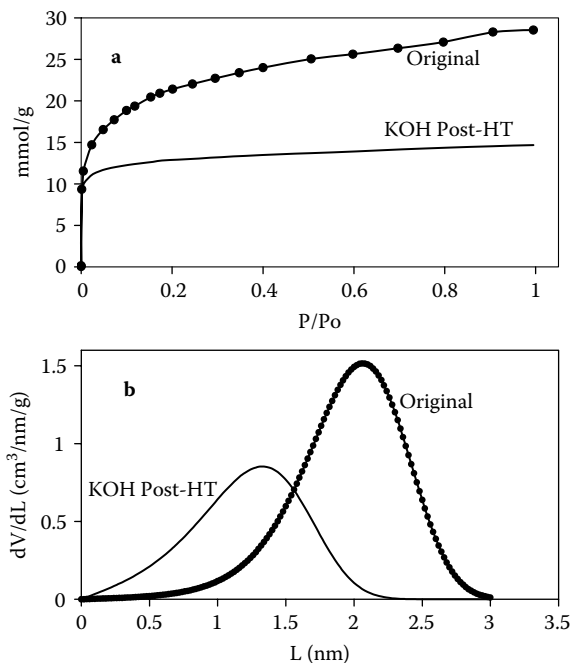 30
25
20
15
10
5
0
mmol/g
a
Original
KOH Post-HT
0
0.2
0.4
0.6
0.8
1
P/Po
1.5
1
0.5
0
dV/dL (cm³/nm/g)
b
Original
KOH Post-HT
0
0.5
1
1.5
2
2.5
3
3.5
L (nm)